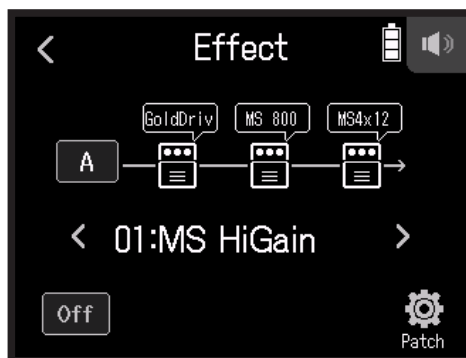 Effect
GoldDriv MS 800 MS4x12
A
01:MS HiGain
Off
Patch